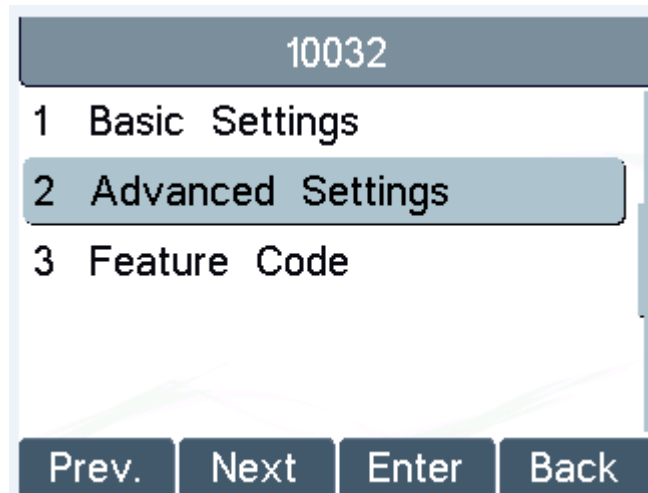 10032
1 Basic Settings
2 Advanced Settings
3 Feature Code
Prev. Next Enter Back